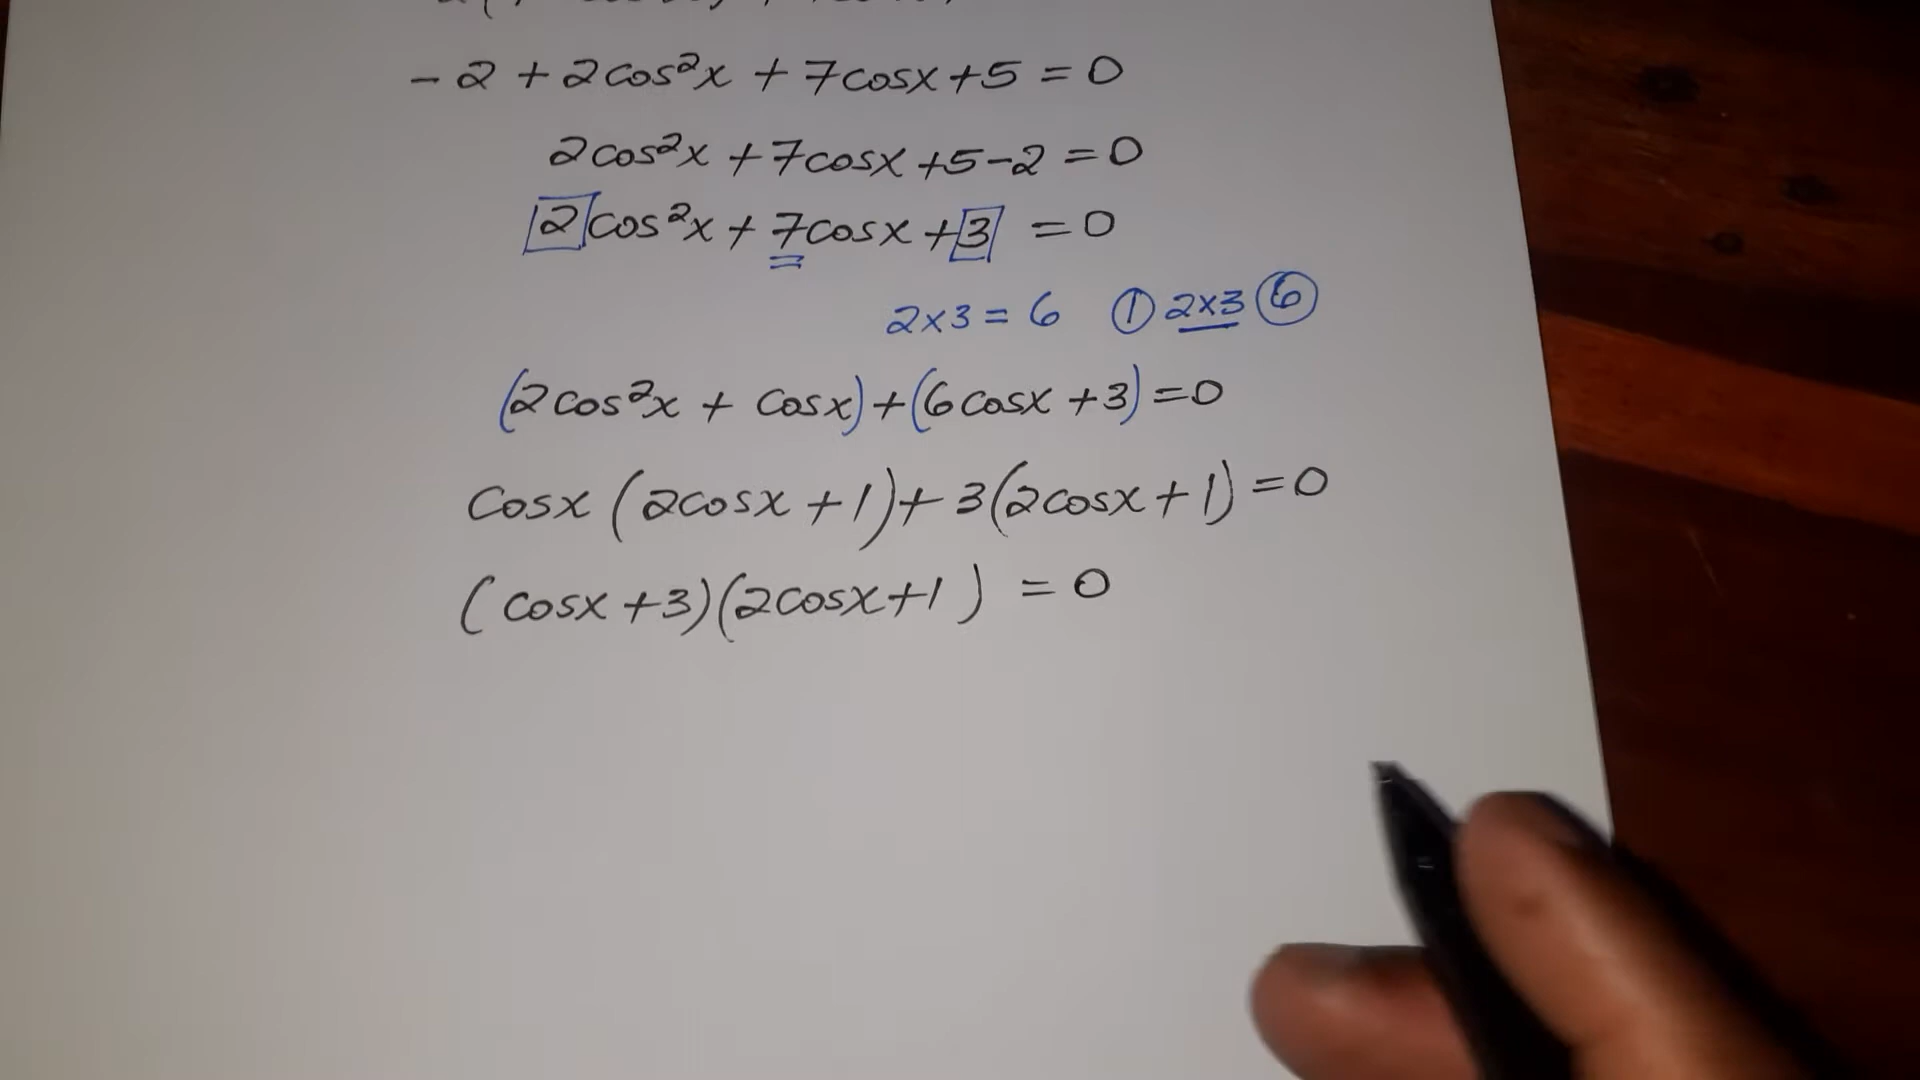 - 2 + 2cos²x + 7cosx+5 = 0
2cos²x + 7cosx +5-2 = 0
2cos²x + 7cosx +3 = 0
2x3 = 6 1 2x3 6
(2cos²x + cosx)+(6cosx +3)=0
cosx (2cosx +1)+ 3(2cosx +1) =0
(cosx +3)(2cosx+1) = 0